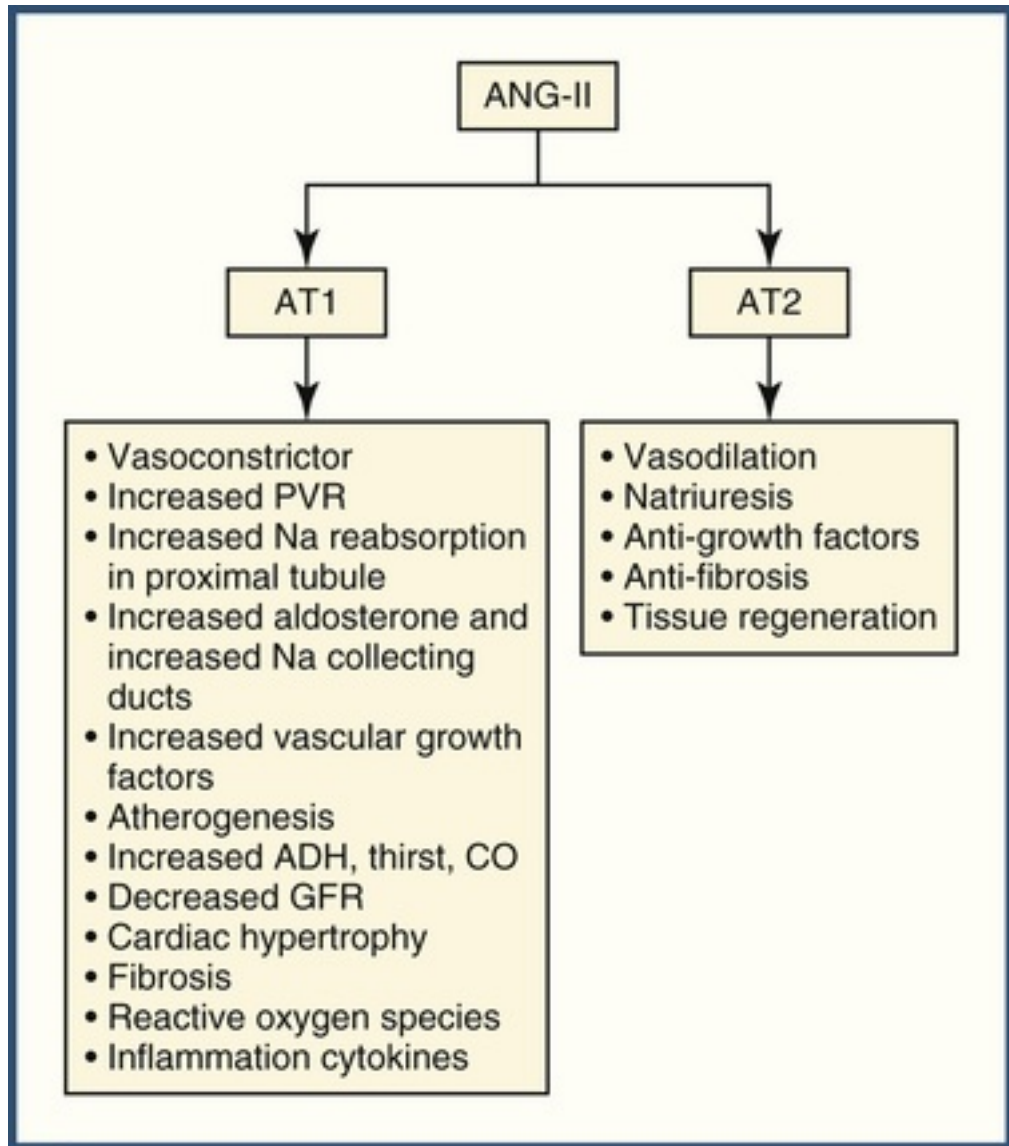 ANG-II
AT1
AT2
• Vasoconstrictor
• Increased PVR
• Increased Na reabsorption
in proximal tubule
• Increased aldosterone and
increased Na collecting
ducts
• Increased vascular growth
factors
• Atherogenesis
• Increased ADH, thirst, CO
• Decreased GFR
• Cardiac hypertrophy
• Fibrosis
• Reactive oxygen species
• Inflammation cytokines
• Vasodilation
• Natriuresis
• Anti-growth factors
• Anti-fibrosis
• Tissue regeneration